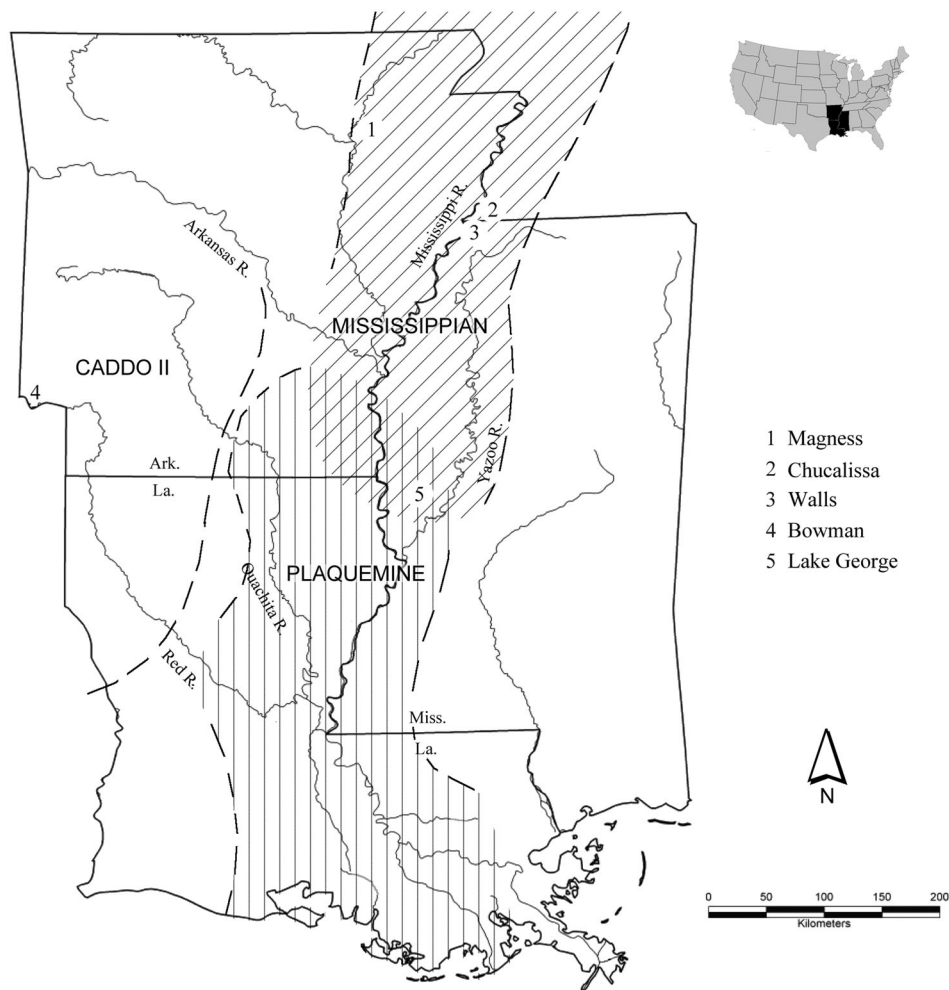 1
2
3
Mississippi R.
Arkansas R.
MISSISSIPPIAN
CADDO II
4
Yazoo R.
Ark.
La.
5
PLAQUEMINE
Ouachita R.
Red R.
Miss.
La.
1 Magness
2 Chucalissa
3 Walls
4 Bowman
5 Lake George
N
0 50 100 150 200
Kilometers